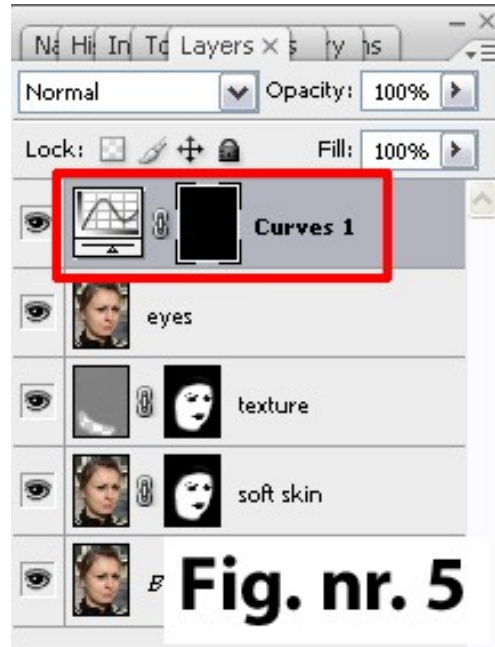 Layers ×
Normal Opacity: 100%
Lock: Fill: 100%
Curves 1
eyes
texture
soft skin
Fig. nr. 5